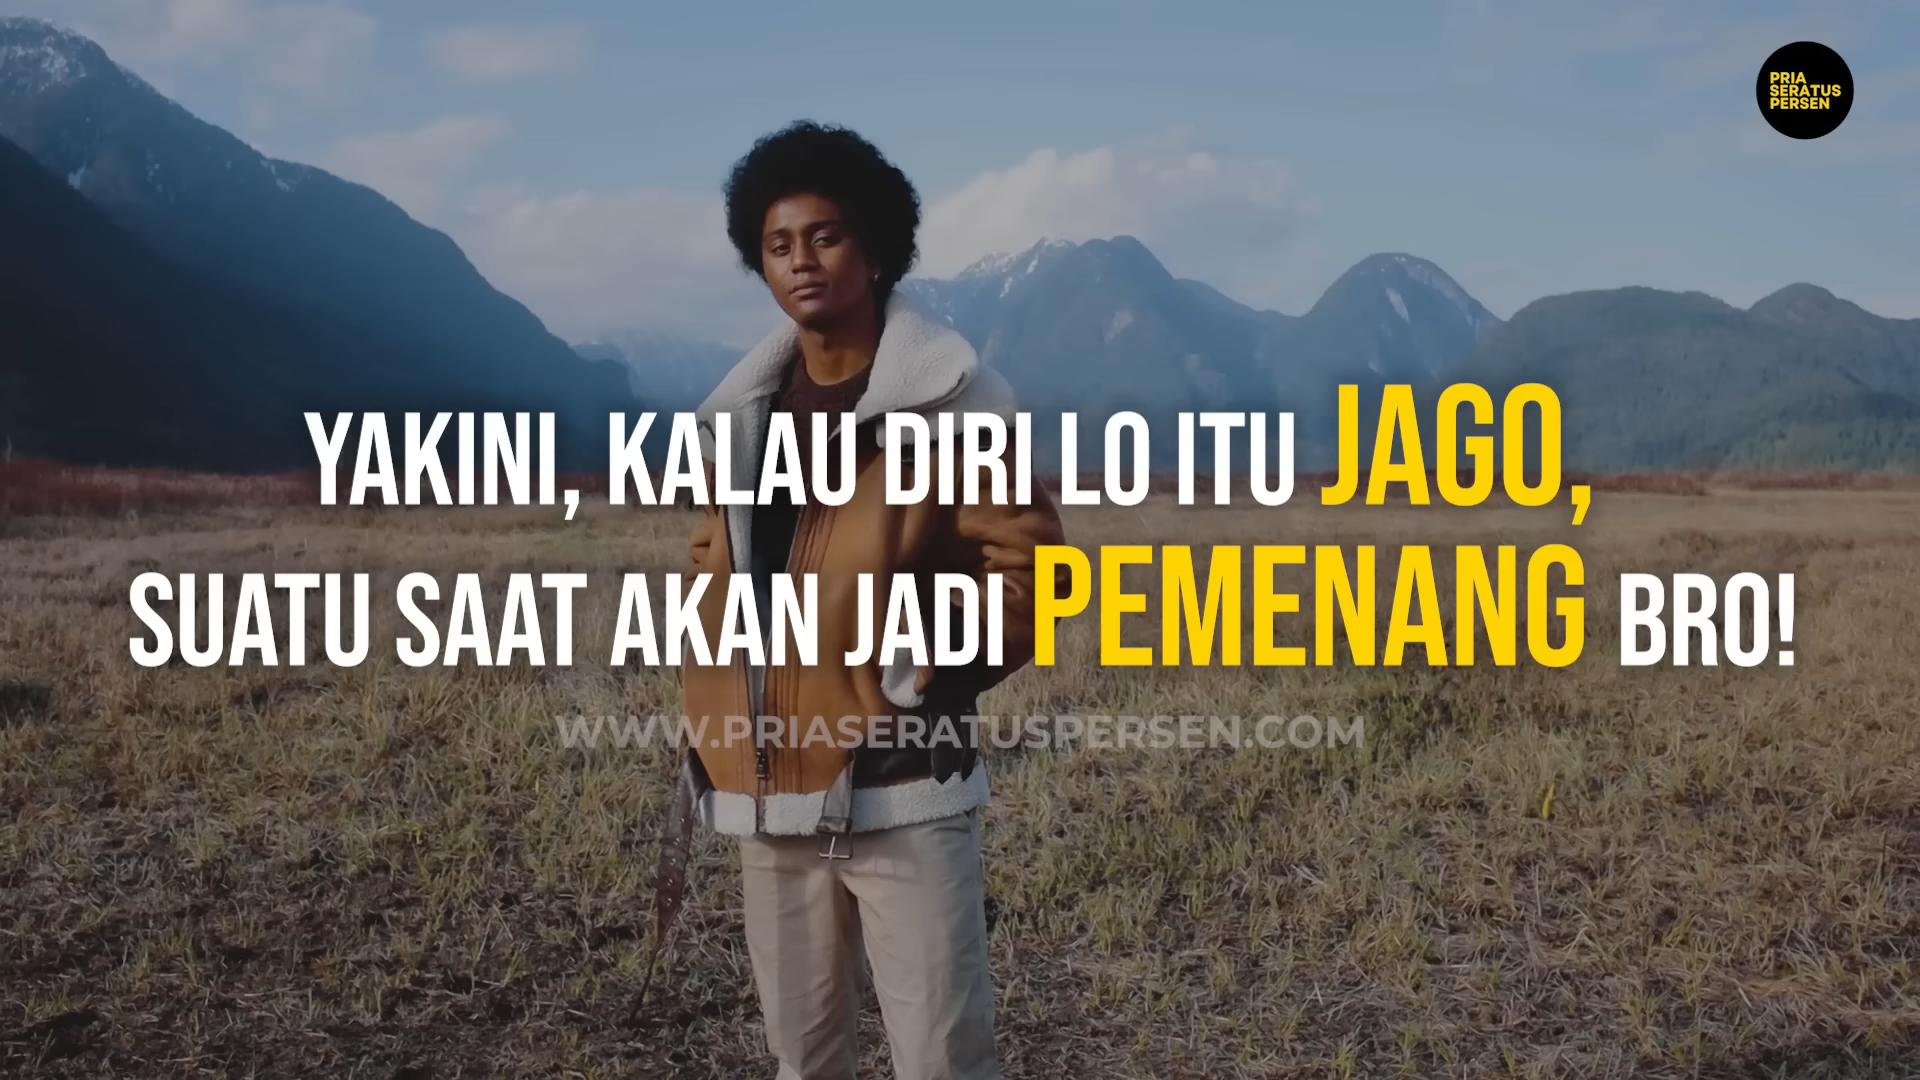 PRIA
SERATUS
PERSEN
YAKINI, KALAU DIRI LO ITU JAGO,
SUATU SAAT AKAN JADI PEMENANG BRO!
WWW.PRIASERATUSPERSEN.COM